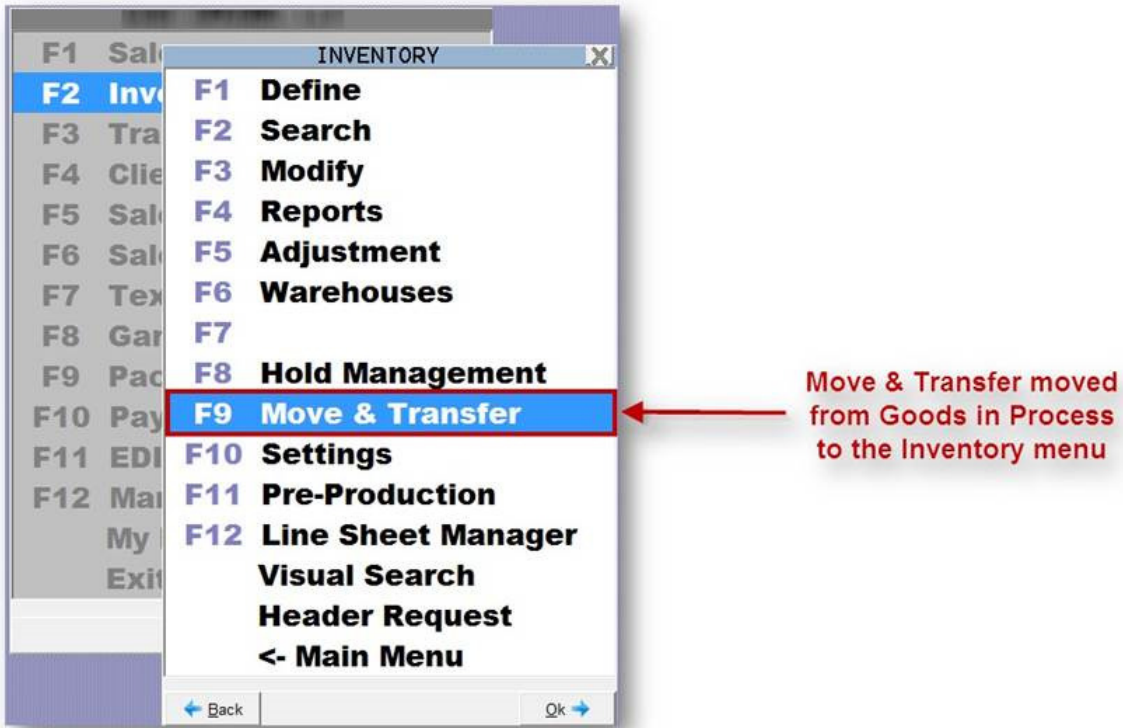 F1 Sal
F2 Inv
F3 Tra
F4 Clie
F5 Sal
F6 Sal
F7 Tex
F8 Gar
F9 Pac
F10 Pay
F11 EDI
F12 Mar
My
Exit
INVENTORY X
F1 Define
F2 Search
F3 Modify
F4 Reports
F5 Adjustment
F6 Warehouses
F7
F8 Hold Management
F9 Move & Transfer
F10 Settings
F11 Pre-Production
F12 Line Sheet Manager
Visual Search
Header Request
<- Main Menu
Back Ok
Move & Transfer moved
from Goods in Process
to the Inventory menu